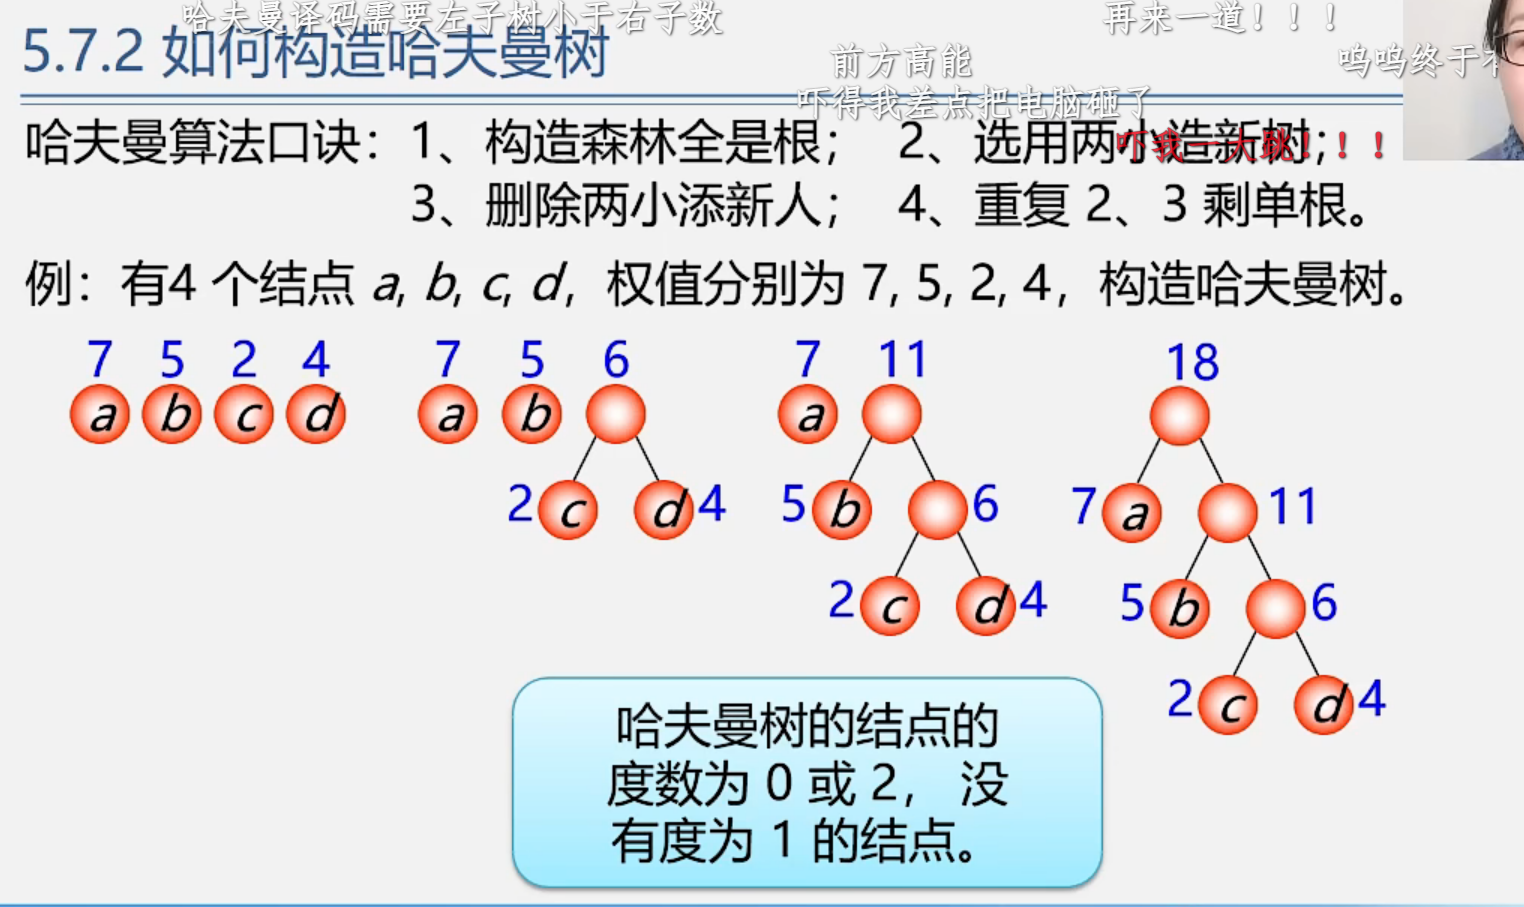 哈夫曼译码需要左子树小于右子数
再来一道！！！
5.7.2 如何构造哈夫曼树
前方高能
呜呜终于
吓得我差点把电脑砸了
哈夫曼算法口诀：1、构造森林全是根； 2、选用两小造新树；
吓我一大跳！！！
3、删除两小添新人； 4、重复 2、3 剩单根。
例：有4 个结点 a, b, c, d，权值分别为 7, 5, 2, 4，构造哈夫曼树。
7 5 2 4 7 5 6 7 11 18
a b c d a b a
2 c d 4 5 b 6 7 a 11
2 c d 4 5 b 6
2 c d 4
哈夫曼树的结点的
度数为 0 或 2， 没
有度为 1 的结点。